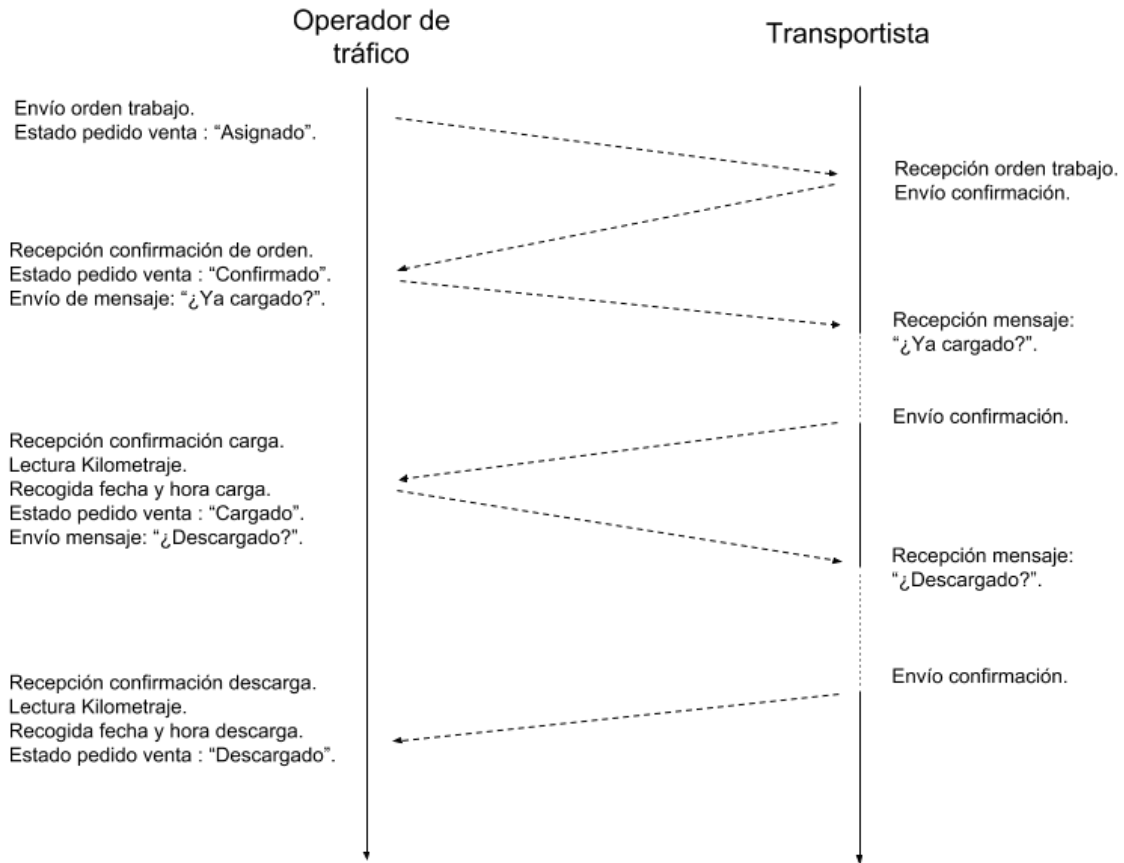 Operador de
tráfico
Transportista
Envío orden trabajo.
Estado pedido venta : “Asignado”.
Recepción orden trabajo.
Envío confirmación.
Recepción confirmación de orden.
Estado pedido venta : “Confirmado”.
Envío de mensaje: “¿Ya cargado?”.
Recepción mensaje:
“¿Ya cargado?”.
Envío confirmación.
Recepción confirmación carga.
Lectura Kilometraje.
Recogida fecha y hora carga.
Estado pedido venta : “Cargado”.
Envío mensaje: “¿Descargado?”.
Recepción mensaje:
“¿Descargado?”.
Envío confirmación.
Recepción confirmación descarga.
Lectura Kilometraje.
Recogida fecha y hora descarga.
Estado pedido venta : “Descargado”.